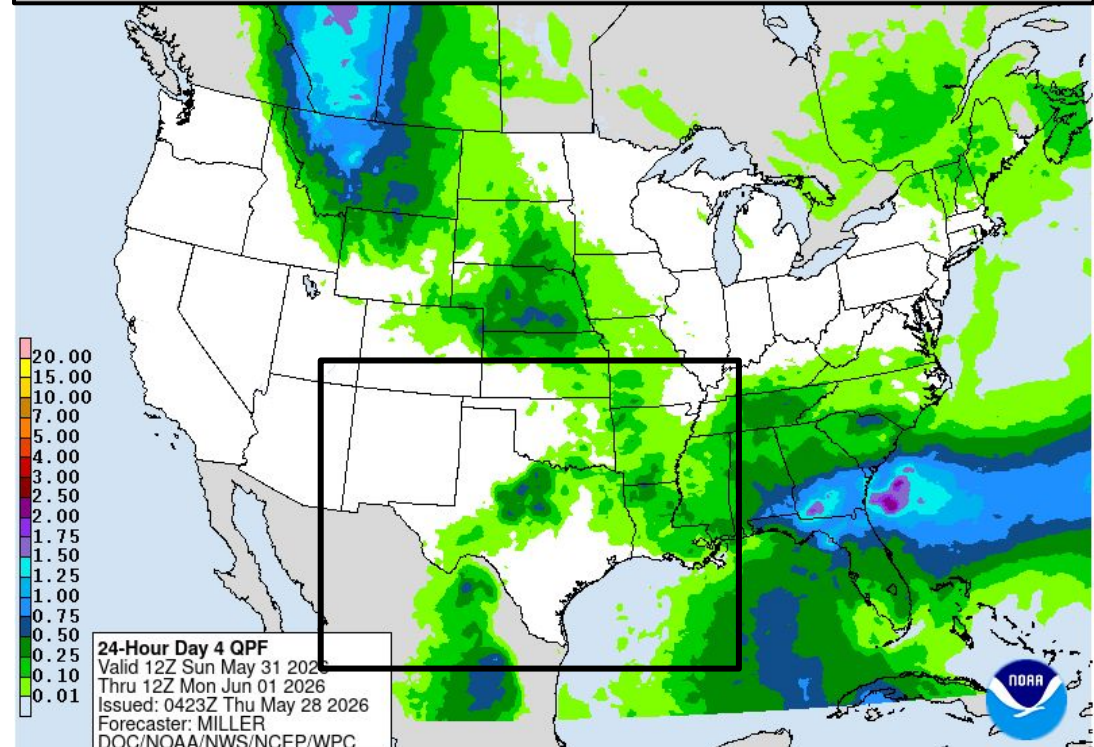 20.00
15.00
10.00
7.00
5.00
4.00
3.00
2.50
2.00
1.75
1.50
1.25
1.00
0.75
0.50
0.25
0.10
0.01
24-Hour Day 4 QPF
Valid 12Z Sun May 31 2026
Thru 12Z Mon Jun 01 2026
Issued: 0423Z Thu May 28 2026
Forecaster: MILLER
DOC/NOAA/NWS/NCEP/WPC
NOAA